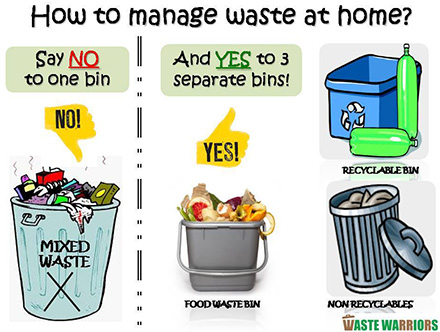 How to manage waste at home?
Say NO
to one bin
NO!
MIXED
WASTE
And YES to 3
separate bins!
YES!
FOOD WASTE BIN
RECYCLABLE BIN
NON RECYCLABLES
WASTE WARRIORS